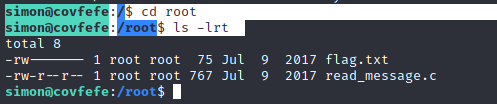 simon@covfefe:/$ cd root
simon@covfefe:/root$ ls -lrt
total 8
-rw------- 1 root root  75 Jul  9  2017 flag.txt
-rw-r--r-- 1 root root 767 Jul  9  2017 read_message.c
simon@covfefe:/root$